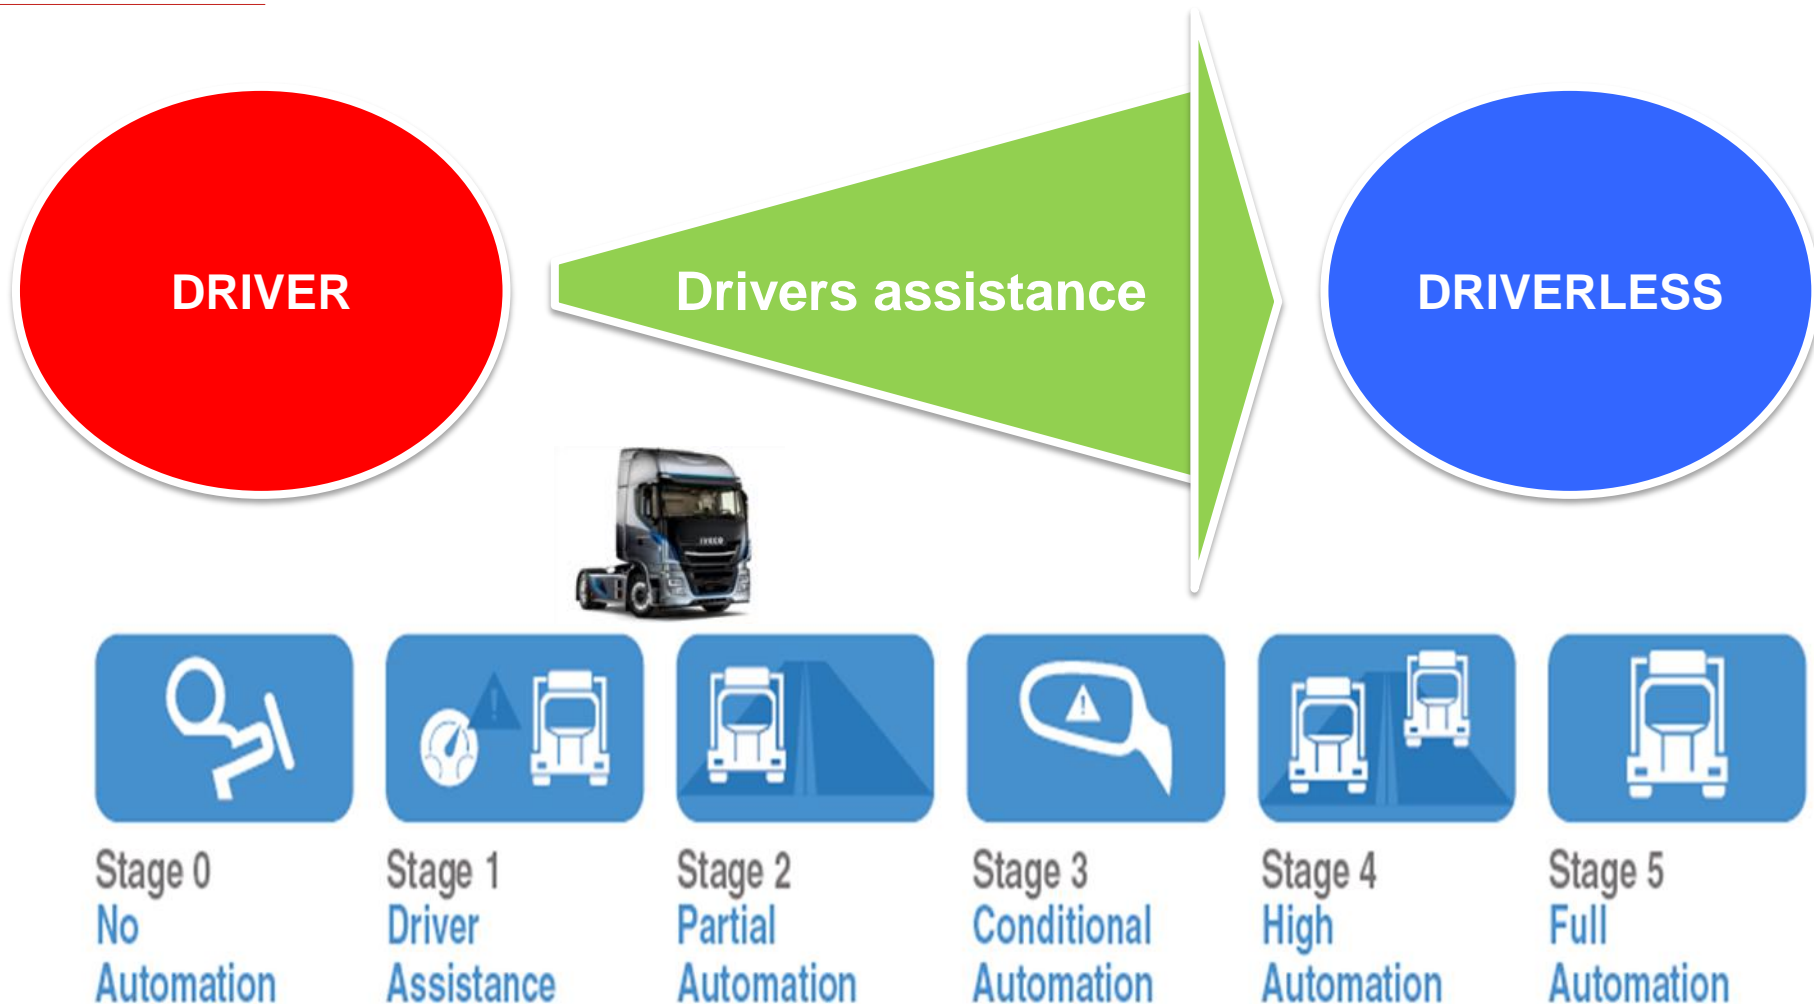 DRIVER
Drivers assistance
DRIVERLESS
IVECO
Stage 0
No
Automation
Stage 1
Driver
Assistance
Stage 2
Partial
Automation
Stage 3
Conditional
Automation
Stage 4
High
Automation
Stage 5
Full
Automation